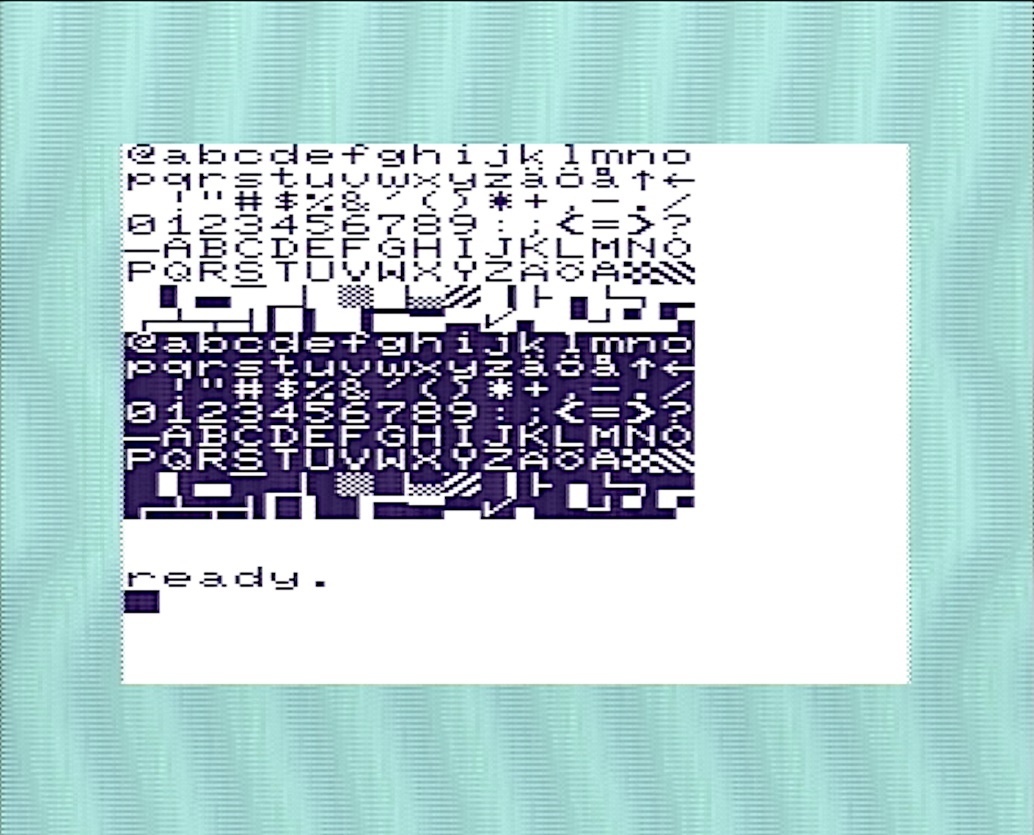 @abcdefghijklmno
pqrstuvwxyzäöå↑←
!"#$%&'()*+,-./
0123456789:;<=>?
─ABCDEFGHIJKLMNO
PQRSTUVWXYZÄÖÅ
@abcdefghijklmno
pqrstuvwxyzäöå↑←
!"#$%&'()*+,-./
0123456789:;<=>?
─ABCDEFGHIJKLMNO
PQRSTUVWXYZÄÖÅ
ready.